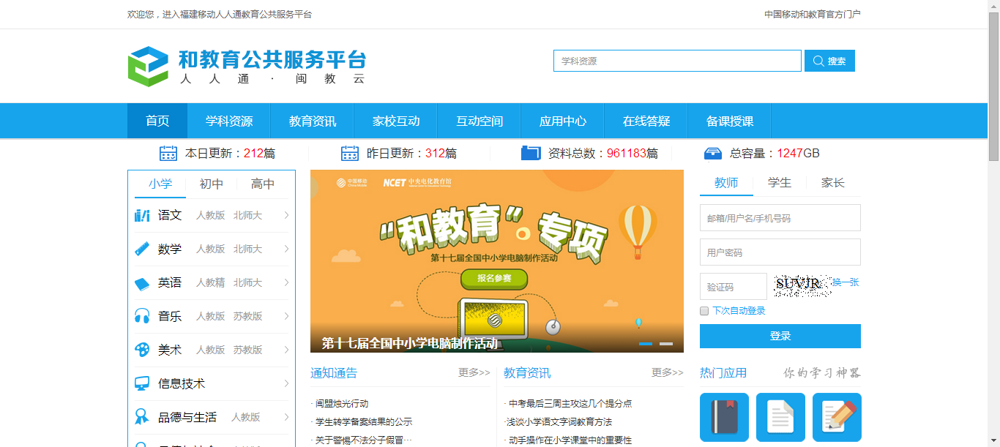 欢迎您，进入福建移动人人通教育公共服务平台
中国移动和教育官方门户
和教育公共服务平台
人人通·闽教云
学科资源
搜索
首页 学科资源 教育资讯 家校互动 互动空间 应用中心 在线答疑 备课授课
本日更新：212篇 昨日更新：312篇 资料总数：961183篇 总容量：1247GB
小学 初中 高中
语文 人教版 北师大
数学 人教版 北师大
英语 人教精 北师大
音乐 人教版 苏教版
美术 人教版 苏教版
信息技术
品德与生活 人教版
中国移动
China Mobile
NCET 中央电化教育馆
“和教育”专项
第十七届全国中小学电脑制作活动
报名参赛
第十七届全国中小学电脑制作活动
通知通告 更多>>
· 闽盟烛光行动
· 学生转学备案结果的公示
· 关于警惕不法分子假冒…
教育资讯 更多>>
· 中考最后三周主攻这几个提分点
·浅谈小学语文字词教育方法
· 动手操作在小学课堂中的重要性
教师 学生 家长
邮箱/用户名/手机号码
用户密码
验证码
SUVJR
换一张
下次自动登录
登录
热门应用 你的学习神器